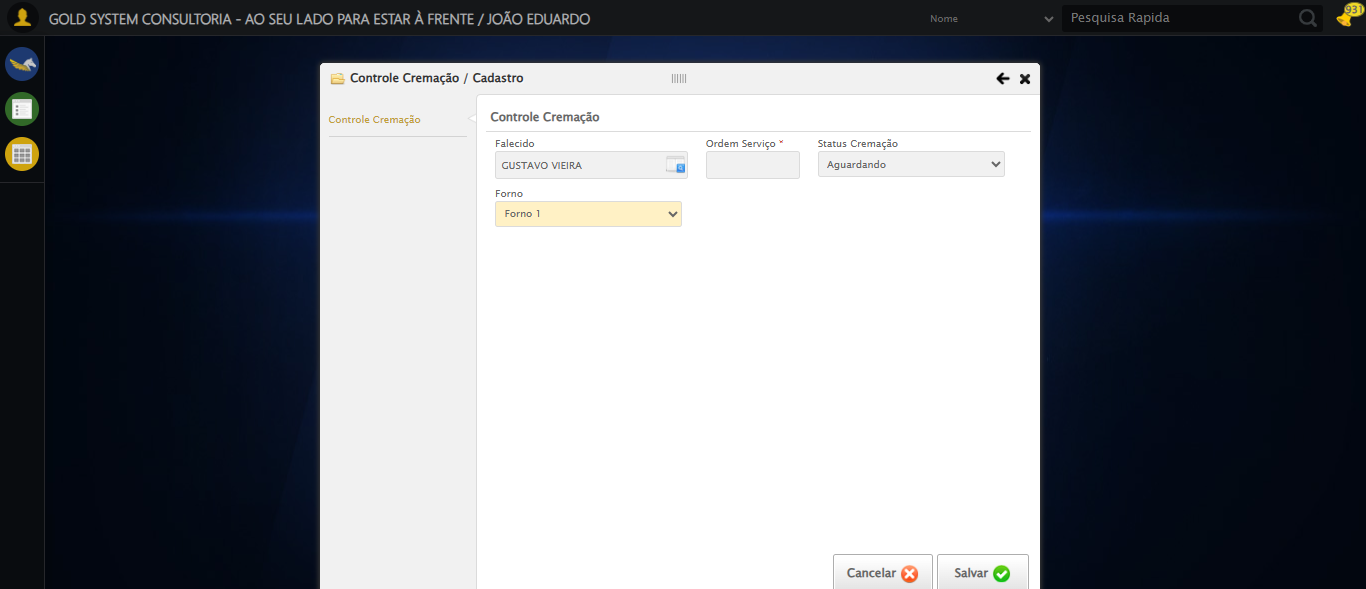 GOLD SYSTEM CONSULTORIA - AO SEU LADO PARA ESTAR À FRENTE / JOÃO EDUARDO
Nome
Pesquisa Rapida
931
Controle Cremação / Cadastro
Controle Cremação
Controle Cremação
Falecido
Ordem Serviço *
Status Cremação
GUSTAVO VIEIRA
Aguardando
Forno
Forno 1
Cancelar
Salvar